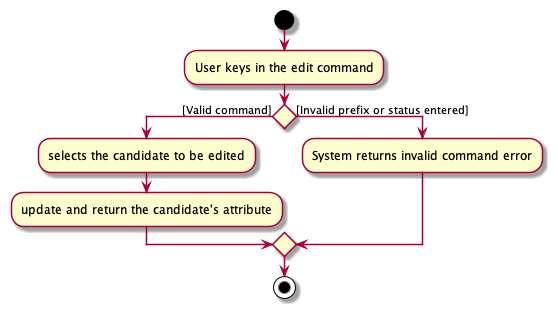 User keys in the edit command
[Valid command]
[Invalid prefix or status entered]
selects the candidate to be edited
System returns invalid command error
update and return the candidate's attribute